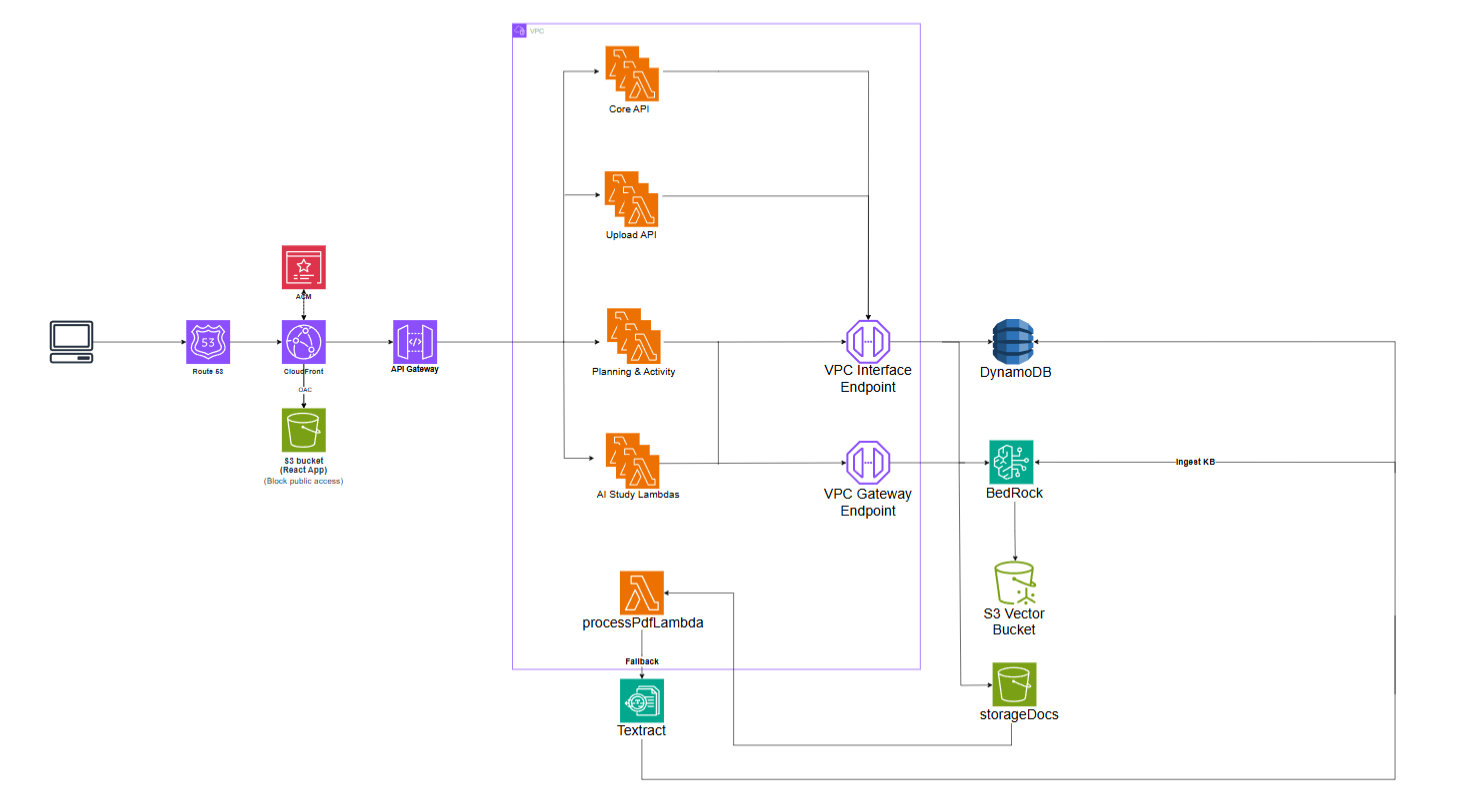 VPC
Core API
Upload API
ACM
53
Route 53
CloudFront
API Gateway
OAC
S3 bucket
(React App)
(Block public access)
Planning & Activity
VPC Interface
Endpoint
DynamoDB
AI Study Lambdas
VPC Gateway
Endpoint
BedRock
Ingest KB
S3 Vector
Bucket
processPdfLambda
Fallback
Textract
storageDocs